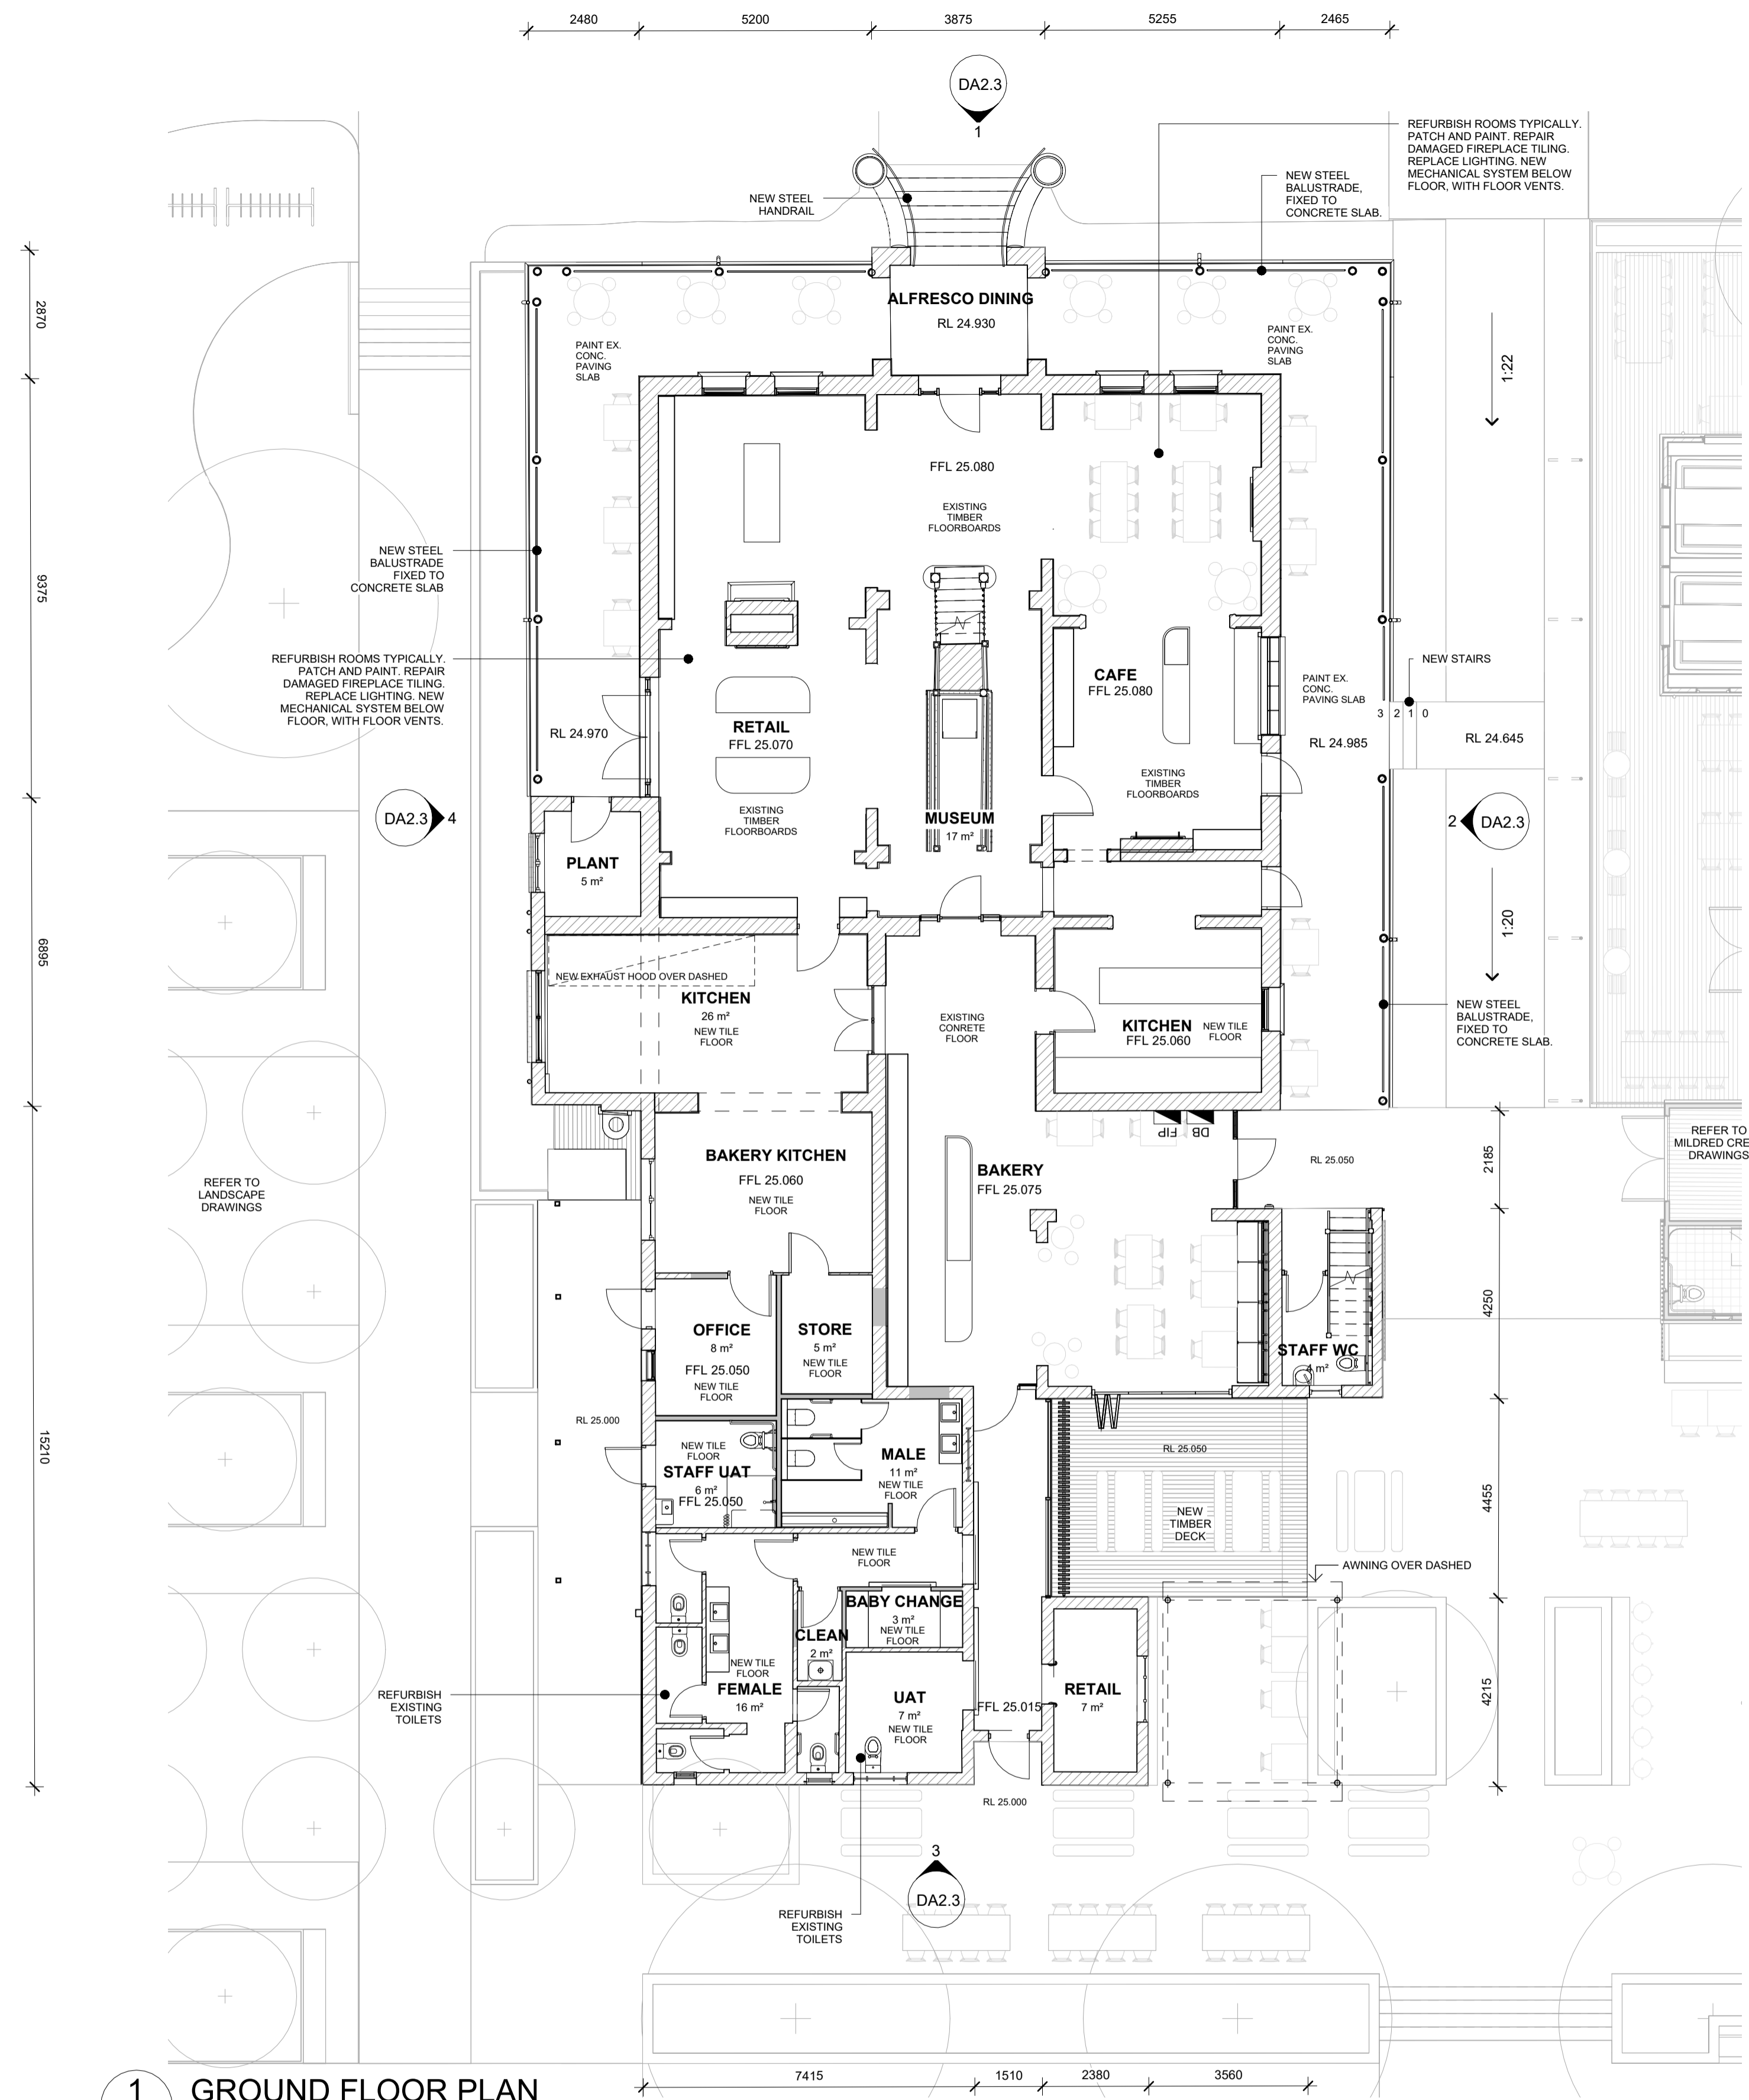 2480
5200
3875
5255
2465
DA2.3
1
REFURBISH ROOMS TYPICALLY.
PATCH AND PAINT. REPAIR
DAMAGED FIREPLACE TILING.
REPLACE LIGHTING. NEW
MECHANICAL SYSTEM BELOW
FLOOR, WITH FLOOR VENTS.
NEW STEEL
BALUSTRADE,
FIXED TO
CONCRETE SLAB.
NEW STEEL
HANDRAIL
2870
ALFRESCO DINING
RL 24.930
PAINT EX.
CONC.
PAVING
SLAB
PAINT EX.
CONC.
PAVING
SLAB
1:22
FFL 25.080
EXISTING
TIMBER
FLOORBOARDS
NEW STEEL
BALUSTRADE
FIXED TO
CONCRETE SLAB
9375
REFURBISH ROOMS TYPICALLY.
PATCH AND PAINT. REPAIR
DAMAGED FIREPLACE TILING.
REPLACE LIGHTING. NEW
MECHANICAL SYSTEM BELOW
FLOOR, WITH FLOOR VENTS.
NEW STAIRS
CAFE
FFL 25.080
PAINT EX.
CONC.
PAVING SLAB
3 2 1 0
RETAIL
FFL 25.070
RL 24.970
RL 24.985
RL 24.645
EXISTING
TIMBER
FLOORBOARDS
EXISTING
TIMBER
FLOORBOARDS
DA2.3
4
MUSEUM
17 m²
2
DA2.3
PLANT
5 m²
6895
1:20
NEW EXHAUST HOOD OVER DASHED
KITCHEN
26 m²
NEW TILE
FLOOR
EXISTING
CONRETE
FLOOR
KITCHEN
FFL 25.060
NEW TILE
FLOOR
NEW STEEL
BALUSTRADE,
FIXED TO
CONCRETE SLAB.
FIP
DB
REFER TO
MILDRED CRE
DRAWINGS
BAKERY KITCHEN
FFL 25.060
NEW TILE
FLOOR
BAKERY
FFL 25.075
RL 25.050
2185
REFER TO
LANDSCAPE
DRAWINGS
4250
OFFICE
8 m²
FFL 25.050
NEW TILE
FLOOR
STORE
5 m²
NEW TILE
FLOOR
STAFF WC
4 m²
15210
RL 25.000
NEW TILE
FLOOR
STAFF UAT
6 m²
FFL 25.050
MALE
11 m²
NEW TILE
FLOOR
RL 25.050
4455
NEW
TIMBER
DECK
NEW TILE
FLOOR
AWNING OVER DASHED
BABY CHANGE
3 m²
NEW TILE
FLOOR
CLEAN
2 m²
NEW TILE
FLOOR
FEMALE
16 m²
REFURBISH
EXISTING
TOILETS
UAT
7 m²
NEW TILE
FLOOR
FFL 25.015
RETAIL
7 m²
4215
RL 25.000
3
DA2.3
REFURBISH
EXISTING
TOILETS
7415
1510
2380
3560
1
GROUND FLOOR PLAN